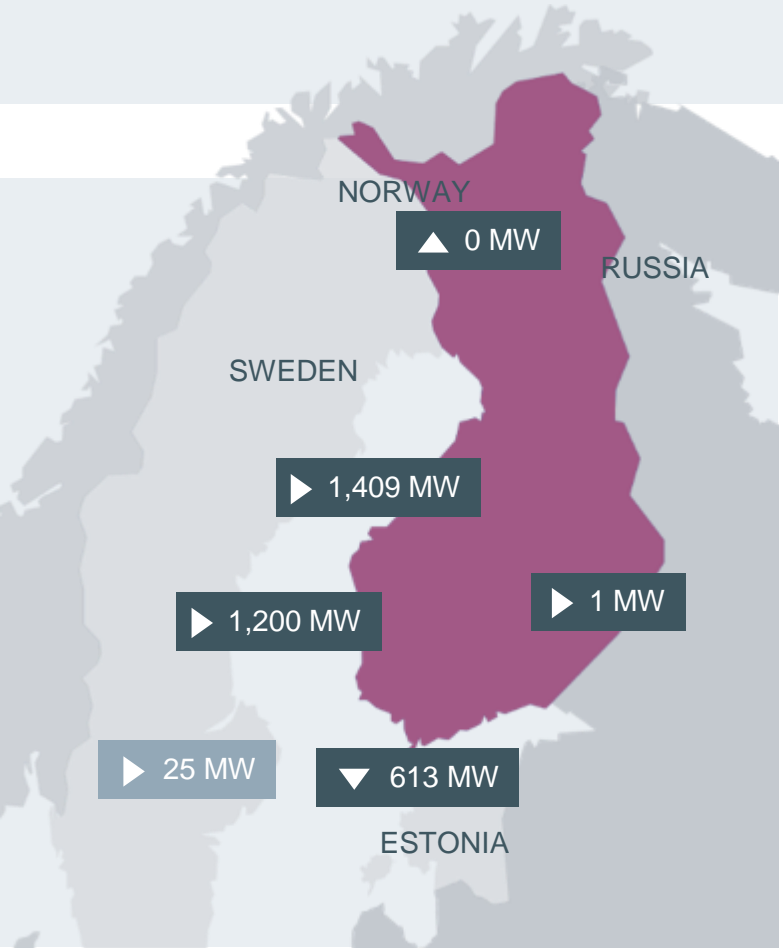 NORWAY
0 MW
RUSSIA
SWEDEN
1,409 MW
1 MW
1,200 MW
25 MW
613 MW
ESTONIA